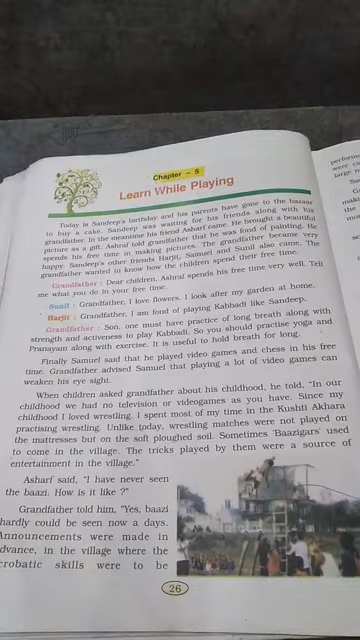 Chapter – 5
Learn While Playing
Today is Sandeep's birthday and his parents have gone to the bazaar
to buy a cake. Sandeep was waiting for his friends along with his
grandfather. In the meantime his friend Ashraf came. He brought a beautiful
picture as a gift. Ashraf told grandfather that he was fond of painting. He
spends his free time in making pictures. The grandfather became very
happy. Sandeep's other friends Harjit, Samuel and Sunil also came. The
grandfather wanted to know how the children spend their free time.
Grandfather : Dear children. Ashraf spends his free time very well. Tell
me what you do in your free time.
Sunil : Grandfather, I love flowers. I look after my garden at home.
Harjit : Grandfather, I am fond of playing Kabbadi like Sandeep.
Grandfather : Son, one must have practice of long breath along with
strength and activeness to play Kabbadi. So you should practise yoga and
Pranayam along with exercise. It is useful to hold breath for long.
Finally Samuel said that he played video games and chess in his free
time. Grandfather advised Samuel that playing a lot of video games can
weaken his eye sight.
When children asked grandfather about his childhood, he told, "In our
childhood we had no television or videogames as you have. Since my
childhood I loved wrestling. I spent most of my time in the Kushti Akhara
practising wrestling. Unlike today, wrestling matches were not played on
the mattresses but on the soft ploughed soil. Sometimes 'Baazigars' used
to come in the village. The tricks played by them were a source of
entertainment in the village."
Asharf said, "I have never seen
the baazi. How is it like ?"
Grandfather told him, "Yes, baazi
hardly could be seen now a days.
Announcements were made in
dvance, in the village where the
crobatic skills were to be
26
perform
were
large